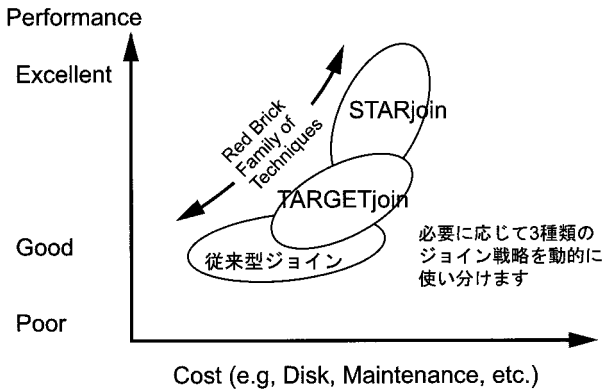 Performance
Excellent
Red Brick
Family of
Techniques
STARjoin
TARGETjoin
Good
従来型ジョイン
必要に応じて3種類の
ジョイン戦略を動的に
使い分けます
Poor
Cost (e.g, Disk, Maintenance, etc.)